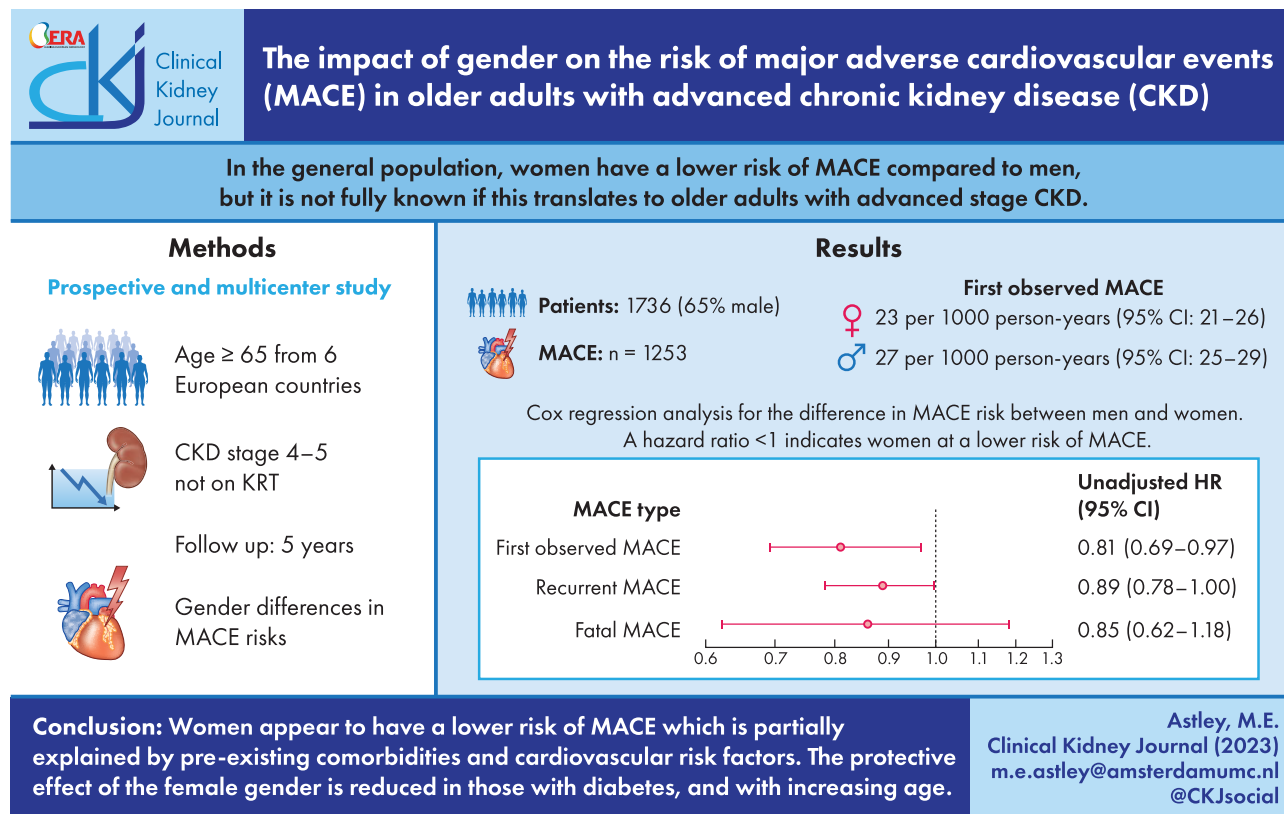 ERA
CKJ
Clinical
Kidney
Journal
The impact of gender on the risk of major adverse cardiovascular events
(MACE) in older adults with advanced chronic kidney disease (CKD)
In the general population, women have a lower risk of MACE compared to men,
but it is not fully known if this translates to older adults with advanced stage CKD.
Methods
Prospective and multicenter study
Age ≥ 65 from 6
European countries
CKD stage 4–5
not on KRT
Follow up: 5 years
Gender differences in
MACE risks
Results
Patients: 1736 (65% male)
MACE: n = 1253
First observed MACE
♀ 23 per 1000 person-years (95% CI: 21–26)
♂ 27 per 1000 person-years (95% CI: 25–29)
Cox regression analysis for the difference in MACE risk between men and women.
A hazard ratio <1 indicates women at a lower risk of MACE.
MACE type
Unadjusted HR
(95% CI)
First observed MACE 0.81 (0.69–0.97)
Recurrent MACE 0.89 (0.78–1.00)
Fatal MACE 0.85 (0.62–1.18)
0.6 0.7 0.8 0.9 1.0 1.1 1.2 1.3
Conclusion: Women appear to have a lower risk of MACE which is partially
explained by pre-existing comorbidities and cardiovascular risk factors. The protective
effect of the female gender is reduced in those with diabetes, and with increasing age.
Astley, M.E.
Clinical Kidney Journal (2023)
m.e.astley@amsterdamumc.nl
@CKJsocial